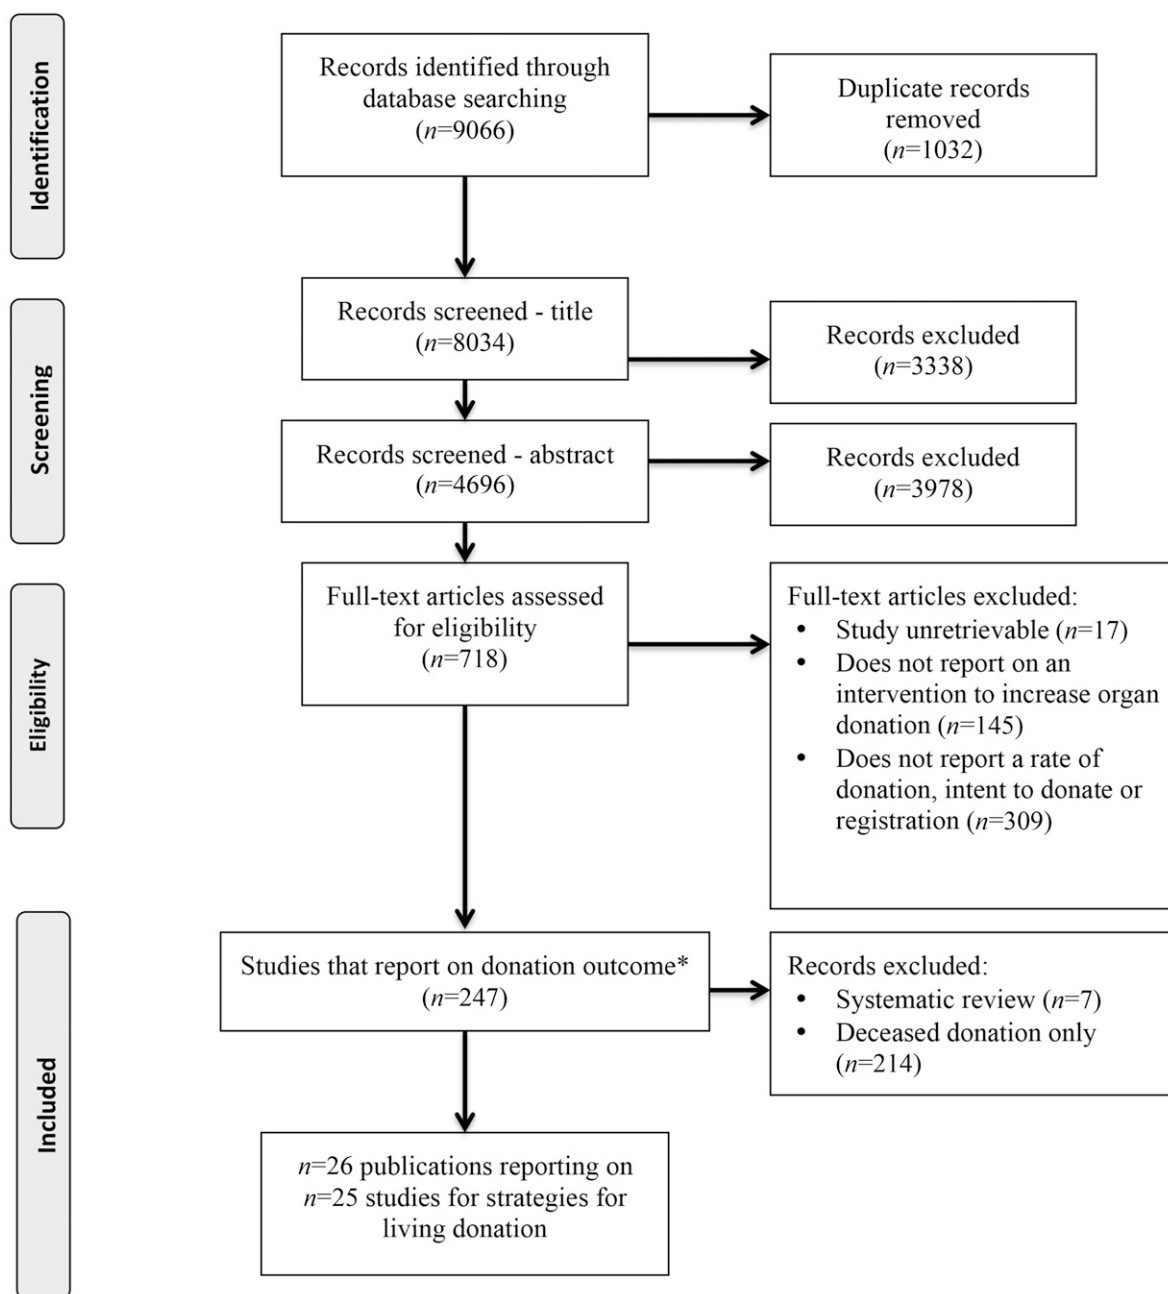 Identification
Records identified through
database searching
(n=9066)
Duplicate records
removed
(n=1032)
Screening
Records screened - title
(n=8034)
Records excluded
(n=3338)
Records screened - abstract
(n=4696)
Records excluded
(n=3978)
Eligibility
Full-text articles assessed
for eligibility
(n=718)
Full-text articles excluded:
• Study unretrievable (n=17)
• Does not report on an
intervention to increase organ
donation (n=145)
• Does not report a rate of
donation, intent to donate or
registration (n=309)
Included
Studies that report on donation outcome*
(n=247)
Records excluded:
• Systematic review (n=7)
• Deceased donation only
(n=214)
n=26 publications reporting on
n=25 studies for strategies for
living donation